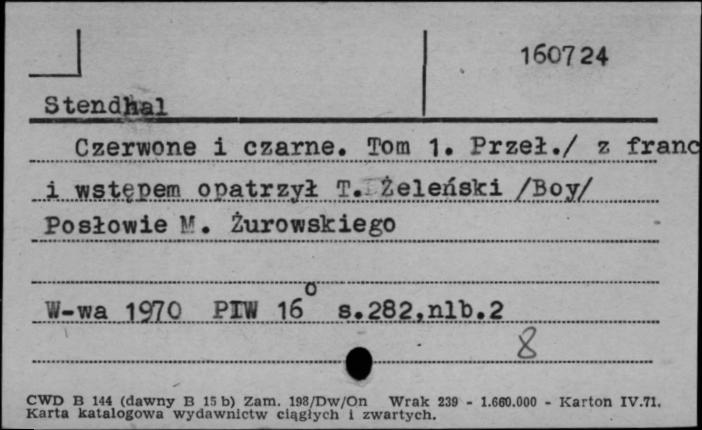 160724
Stendhal
Czerwone i czarne. Tom 1. Przeł./ z franc
i wstępem opatrzył T. Żeleński /Boy/
Posłowie M. Żurowskiego
W-wa 1970 PIW 16° s.282,nlb.2
8
CWD B 144 (dawny B 15 b) Zam. 198/Dw/On Wrak 239 - 1.660.000 - Karton IV.71.
Karta katalogowa wydawnictw ciągłych i zwartych.